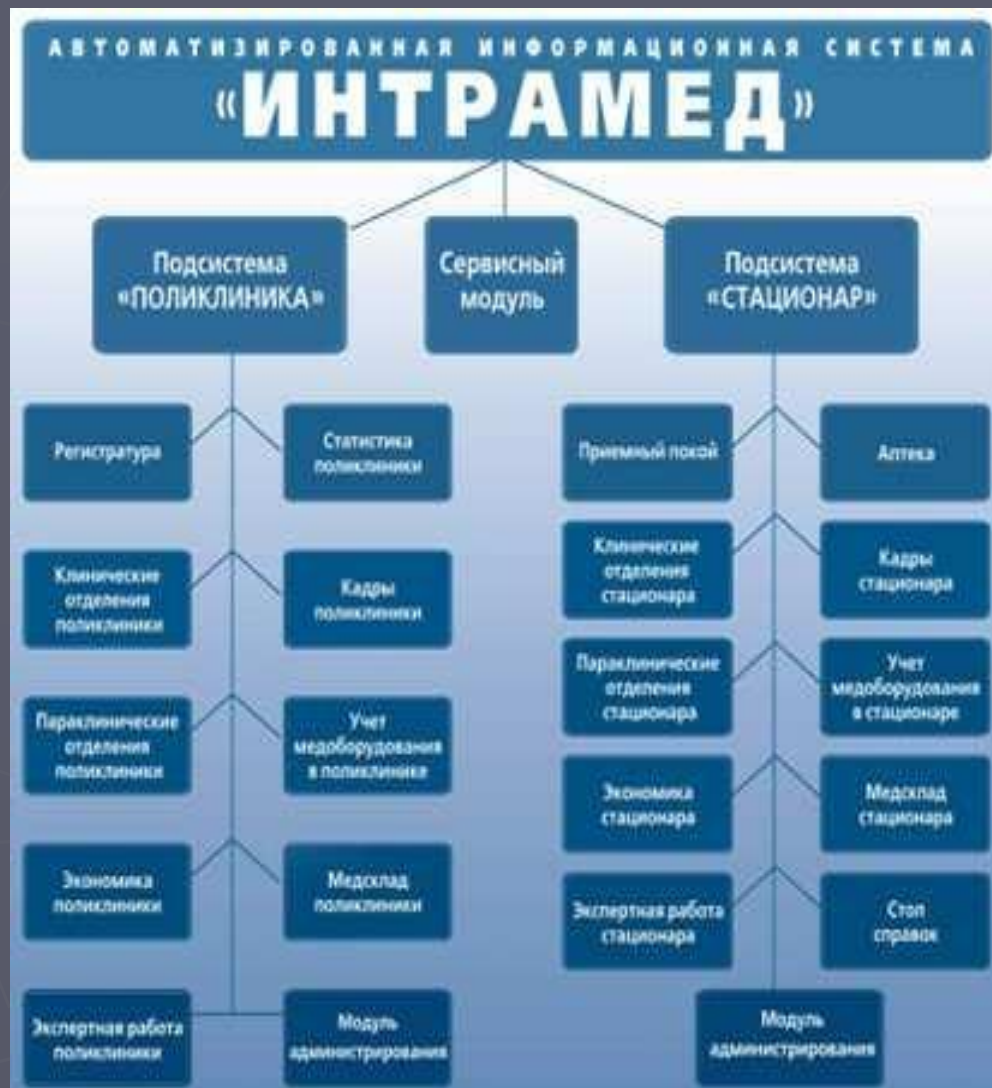 АВТОМАТИЗИРОВАННАЯ ИНФОРМАЦИОННАЯ СИСТЕМА
«ИНТРАМЕД»
Подсистема
«ПОЛИКЛИНИКА»
Сервисный
модуль
Подсистема
«СТАЦИОНАР»
Регистратура
Статистика
поликлиники
Клинические
отделения
поликлиники
Кадры
поликлиники
Параклинические
отделения
поликлиники
Учет
медоборудования
в поликлинике
Экономика
поликлиники
Медсклад
поликлиники
Экспертная работа
поликлиники
Модуль
администрирования
Приемный покой
Аптека
Клинические
отделения
стационара
Кадры
стационара
Параклинические
отделения
стационара
Учет
медоборудования
в стационаре
Экономика
стационара
Медсклад
стационара
Экспертная работа
стационара
Стол
справок
Модуль
администрирования